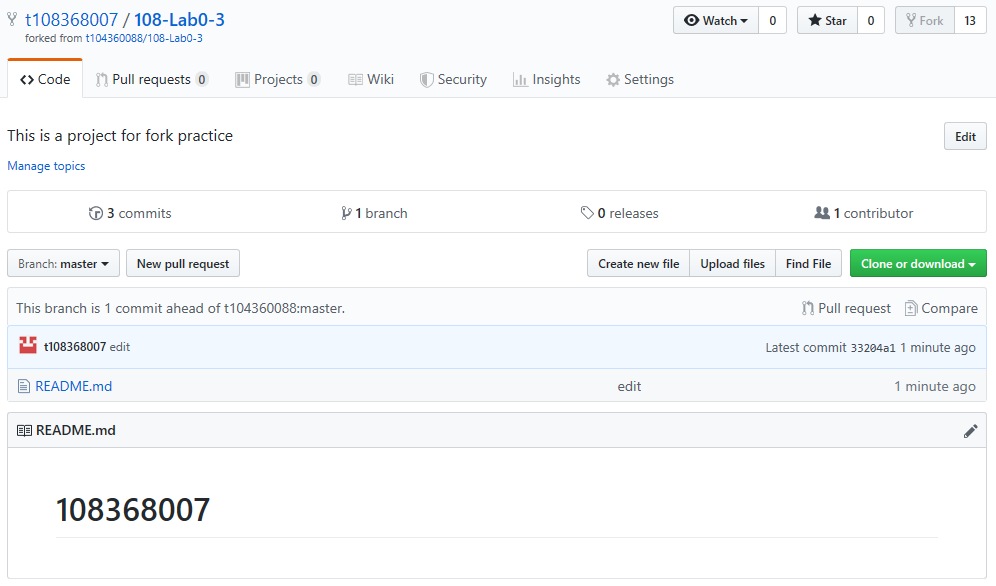 t108368007 / 108-Lab0-3
Watch 0 Star 0 Fork 13
forked from t104360088/108-Lab0-3
Code Pull requests 0 Projects 0 Wiki Security Insights Settings
This is a project for fork practice
Edit
Manage topics
3 commits 1 branch 0 releases 1 contributor
Branch: master New pull request Create new file Upload files Find File Clone or download
This branch is 1 commit ahead of t104360088:master. Pull request Compare
t108368007 edit Latest commit 33204a1 1 minute ago
README.md edit 1 minute ago
README.md
108368007